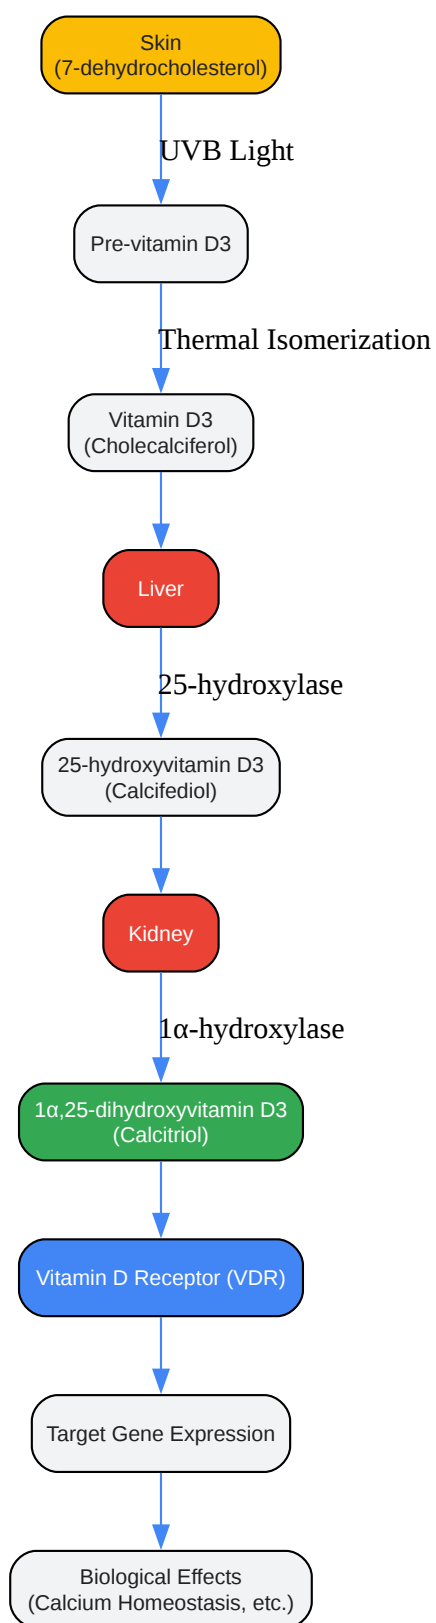 Skin
(7-dehydrocholesterol)
UVB Light
Pre-vitamin D3
Thermal Isomerization
Vitamin D3
(Cholecalciferol)
Liver
25-hydroxylase
25-hydroxyvitamin D3
(Calcifediol)
Kidney
1α-hydroxylase
1α,25-dihydroxyvitamin D3
(Calcitriol)
Vitamin D Receptor (VDR)
Target Gene Expression
Biological Effects
(Calcium Homeostasis, etc.)